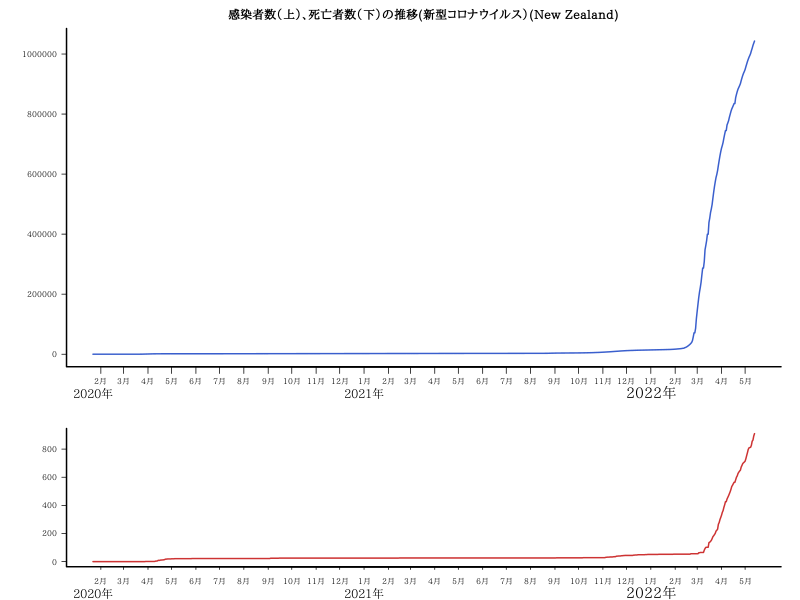 感染者数(上)、死亡者数(下)の推移(新型コロナウイルス)(New Zealand)
1000000
800000
600000
400000
200000
0
2月 3月 4月 5月 6月 7月 8月 9月 10月 11月 12月 1月 2月 3月 4月 5月 6月 7月 8月 9月 10月 11月 12月 1月 2月 3月 4月 5月
2020年 2021年 2022年
800
600
400
200
0
2月 3月 4月 5月 6月 7月 8月 9月 10月 11月 12月 1月 2月 3月 4月 5月 6月 7月 8月 9月 10月 11月 12月 1月 2月 3月 4月 5月
2020年 2021年 2022年